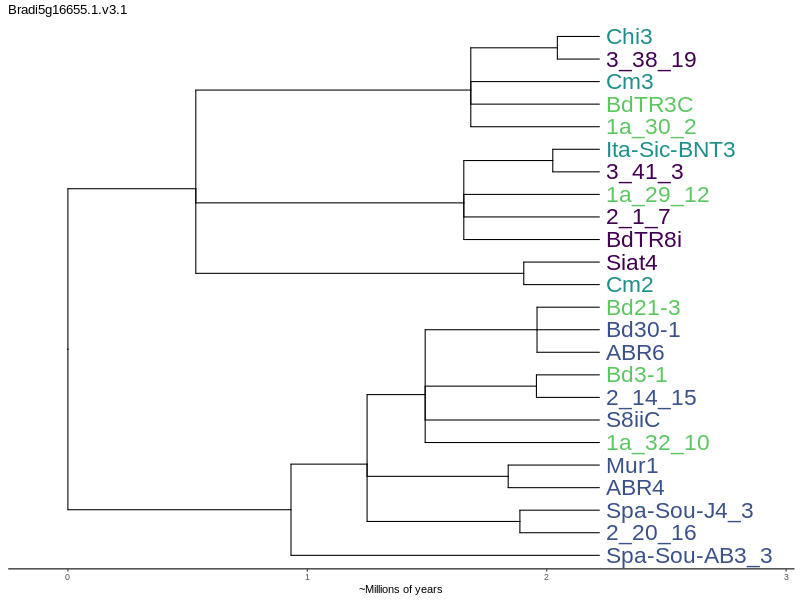 Bradi5g16655.1.v3.1
Chi3
3_38_19
Cm3
BdTR3C
1a_30_2
Ita-Sic-BNT3
3_41_3
1a_29_12
2_1_7
BdTR8i
Siat4
Cm2
Bd21-3
Bd30-1
ABR6
Bd3-1
2_14_15
S8iiC
1a_32_10
Mur1
ABR4
Spa-Sou-J4_3
2_20_16
Spa-Sou-AB3_3
0 1 2 3
~Millions of years